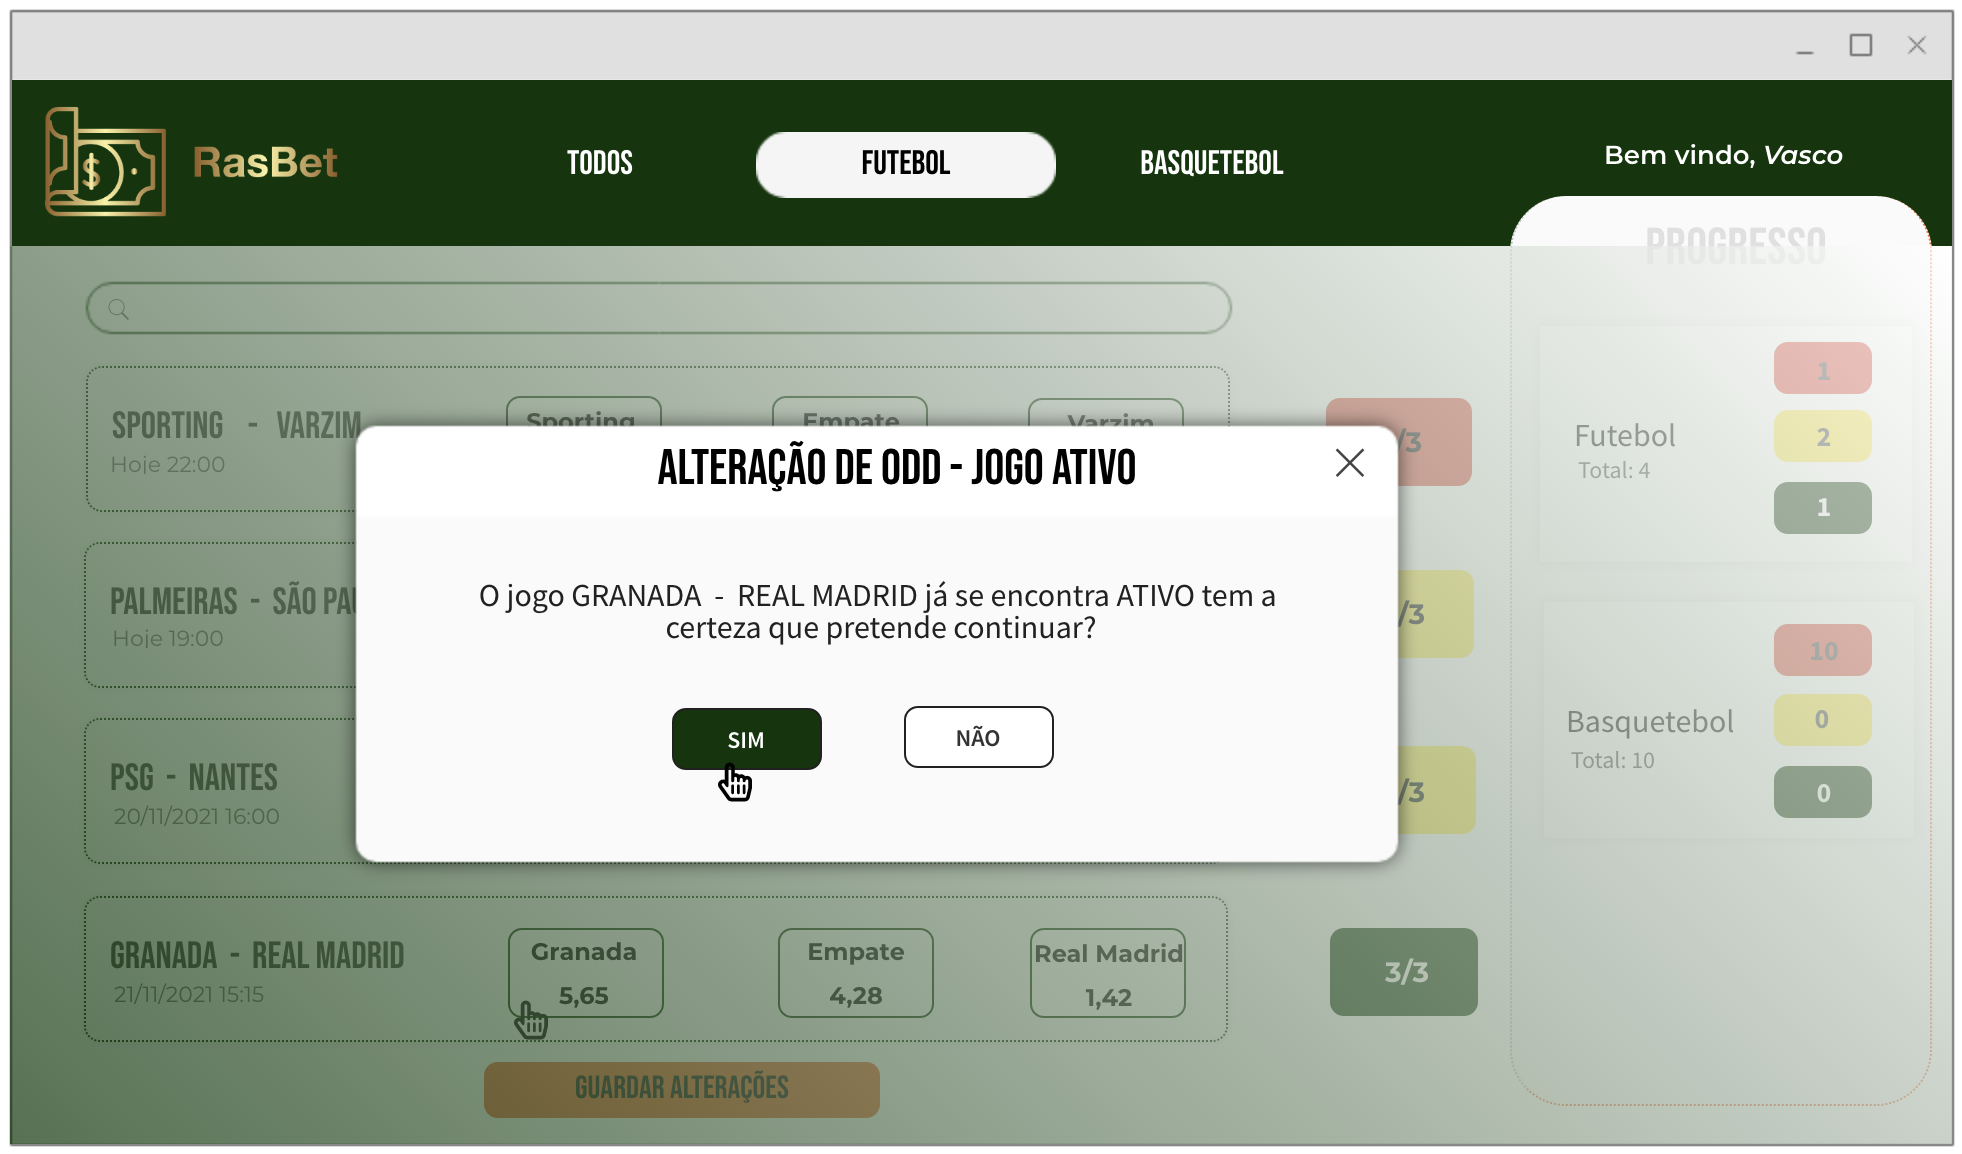 RasBet
TODOS
FUTEBOL
BASQUETEBOL
Bem vindo, Vasco
PROGRESSO
SPORTING - VARZIM
Hoje 22:00
Sporting
Empate
Varzim
/3
PALMEIRAS - SÃO PAU
Hoje 19:00
/3
PSG - NANTES
20/11/2021 16:00
/3
GRANADA - REAL MADRID
21/11/2021 15:15
Granada
5,65
Empate
4,28
Real Madrid
1,42
3/3
GUARDAR ALTERAÇÕES
ALTERAÇÃO DE ODD - JOGO ATIVO
O jogo GRANADA - REAL MADRID já se encontra ATIVO tem a
certeza que pretende continuar?
SIM
NÃO
Futebol
Total: 4
1
2
1
Basquetebol
Total: 10
10
0
0